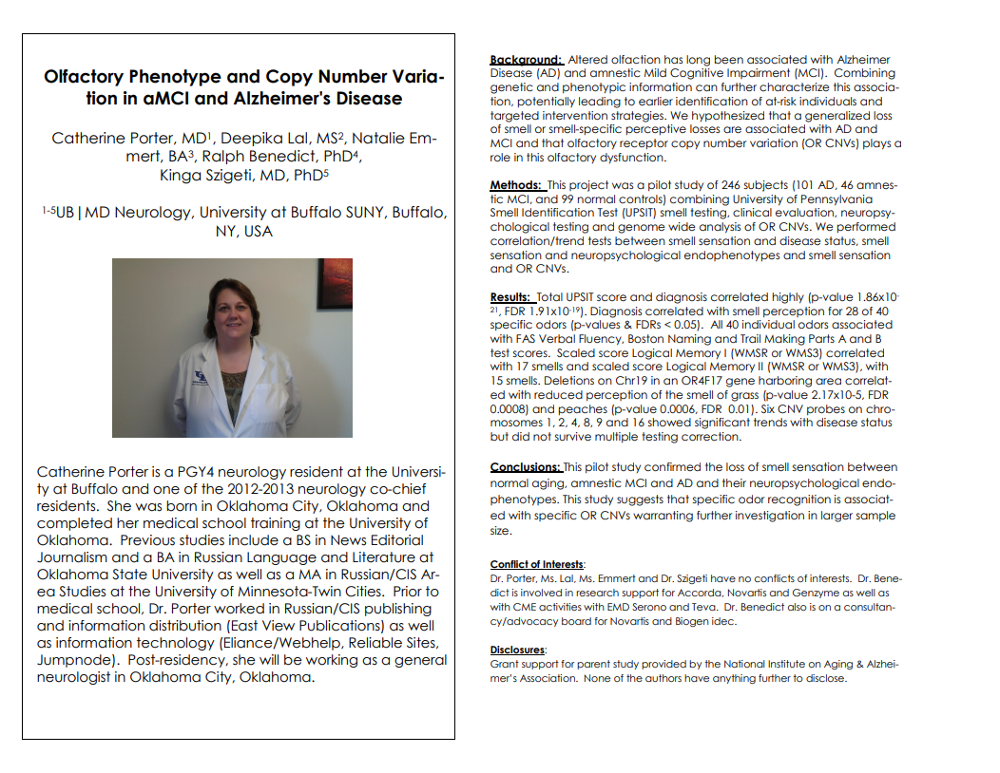 Olfactory Phenotype and Copy Number Varia-
tion in aMCI and Alzheimer's Disease
Catherine Porter, MD1, Deepika Lal, MS2, Natalie Em-
mert, BA3, Ralph Benedict, PhD4,
Kinga Szigeti, MD, PhD5
1-5UB|MD Neurology, University at Buffalo SUNY, Buffalo,
NY, USA
Catherine Porter is a PGY4 neurology resident at the Universi-
ty at Buffalo and one of the 2012-2013 neurology co-chief
residents.  She was born in Oklahoma City, Oklahoma and
completed her medical school training at the University of
Oklahoma.  Previous studies include a BS in News Editorial
Journalism and a BA in Russian Language and Literature at
Oklahoma State University as well as a MA in Russian/CIS Ar-
ea Studies at the University of Minnesota-Twin Cities.  Prior to
medical school, Dr. Porter worked in Russian/CIS publishing
and information distribution (East View Publications) as well
as information technology (Eliance/Webhelp, Reliable Sites,
Jumpnode).  Post-residency, she will be working as a general
neurologist in Oklahoma City, Oklahoma.
Background:  Altered olfaction has long been associated with Alzheimer
Disease (AD) and amnestic Mild Cognitive Impairment (MCI).  Combining
genetic and phenotypic information can further characterize this associa-
tion, potentially leading to earlier identification of at-risk individuals and
targeted intervention strategies. We hypothesized that a generalized loss
of smell or smell-specific perceptive losses are associated with AD and
MCI and that olfactory receptor copy number variation (OR CNVs) plays a
role in this olfactory dysfunction.
Methods:  This project was a pilot study of 246 subjects (101 AD, 46 amnes-
tic MCI, and 99 normal controls) combining University of Pennsylvania
Smell Identification Test (UPSIT) smell testing, clinical evaluation, neuropsy-
chological testing and genome wide analysis of OR CNVs. We performed
correlation/trend tests between smell sensation and disease status, smell
sensation and neuropsychological endophenotypes and smell sensation
and OR CNVs.
Results:  Total UPSIT score and diagnosis correlated highly (p-value 1.86x10-
21, FDR 1.91x10-19). Diagnosis correlated with smell perception for 28 of 40
specific odors (p-values & FDRs < 0.05).  All 40 individual odors associated
with FAS Verbal Fluency, Boston Naming and Trail Making Parts A and B
test scores.  Scaled score Logical Memory I (WMSR or WMS3) correlated
with 17 smells and scaled score Logical Memory II (WMSR or WMS3), with
15 smells. Deletions on Chr19 in an OR4F17 gene harboring area correlat-
ed with reduced perception of the smell of grass (p-value 2.17x10-5, FDR
0.0008) and peaches (p-value 0.0006, FDR  0.01). Six CNV probes on chro-
mosomes 1, 2, 4, 8, 9 and 16 showed significant trends with disease status
but did not survive multiple testing correction.
Conclusions: This pilot study confirmed the loss of smell sensation between
normal aging, amnestic MCI and AD and their neuropsychological endo-
phenotypes. This study suggests that specific odor recognition is associat-
ed with specific OR CNVs warranting further investigation in larger sample
size.
Conflict of Interests:
Dr. Porter, Ms. Lal, Ms. Emmert and Dr. Szigeti have no conflicts of interests.  Dr. Bene-
dict is involved in research support for Accorda, Novartis and Genzyme as well as
with CME activities with EMD Serono and Teva.  Dr. Benedict also is on a consultan-
cy/advocacy board for Novartis and Biogen idec.
Disclosures:
Grant support for parent study provided by the National Institute on Aging & Alzhei-
mer's Association.  None of the authors have anything further to disclose.